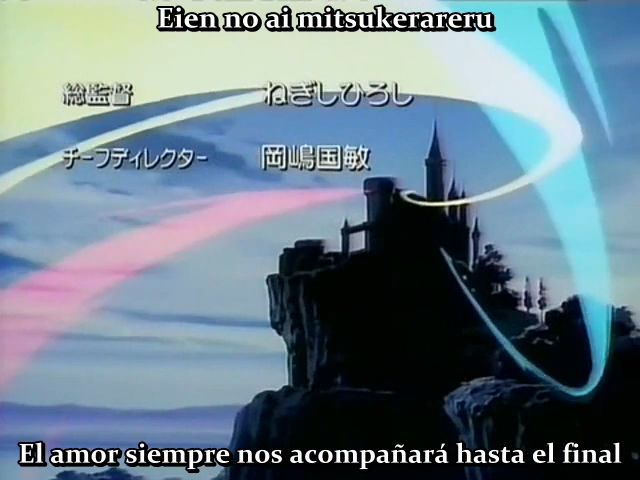 Eien no ai mitsukerareru
総監督 ねぎしひろし
チーフディレクター 岡嶋国敏
El amor siempre nos acompañará hasta el final